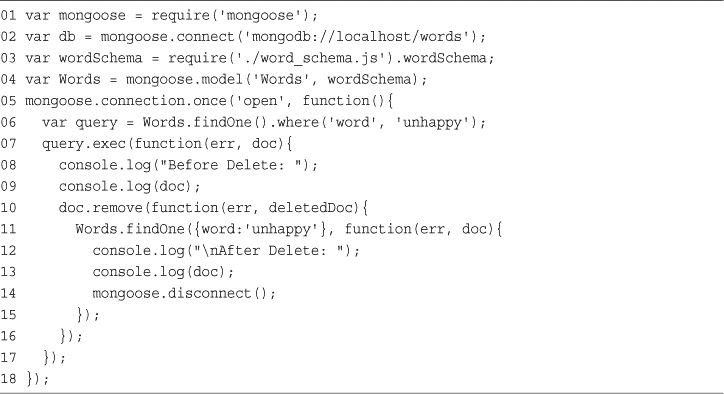 01 var mongoose = require('mongoose');
02 var db = mongoose.connect('mongodb://localhost/words');
03 var wordSchema = require('./word_schema.js').wordSchema;
04 var Words = mongoose.model('Words', wordSchema);
05 mongoose.connection.once('open', function(){
06   var query = Words.findOne().where('word', 'unhappy');
07   query.exec(function(err, doc){
08     console.log("Before Delete: ");
09     console.log(doc);
10     doc.remove(function(err, deletedDoc){
11       Words.findOne({word:'unhappy'}, function(err, doc){
12         console.log("\nAfter Delete: ");
13         console.log(doc);
14         mongoose.disconnect();
15       });
16     });
17   });
18 });